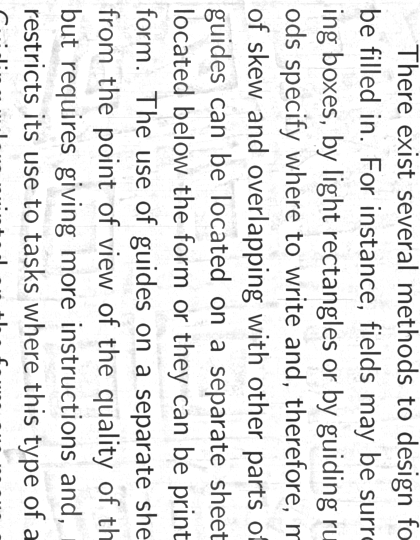 There exist several methods to design
be filled in. For instance, fields may be
ing boxes, by light rectangles or by guiding
ods specify where to write and, therefore,
of skew and overlapping with other parts of
guides can be located on a separate sheet
located below the form or they can be print
form. The use of guides on a separate she
from the point of view of the quality of th
but requires giving more instructions and,
restricts its use to tasks where this type of a